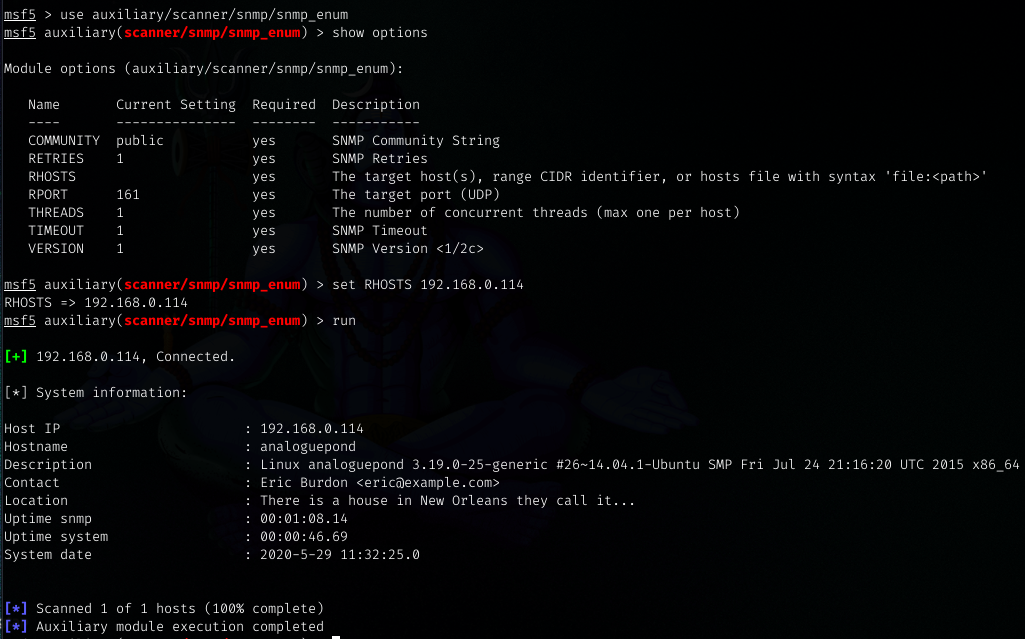 msf5 > use auxiliary/scanner/snmp/snmp_enum
msf5 auxiliary(scanner/snmp/snmp_enum) > show options
Module options (auxiliary/scanner/snmp/snmp_enum):
Name Current Setting Required Description
---- --------------- -------- -----------
COMMUNITY public yes SNMP Community String
RETRIES 1 yes SNMP Retries
RHOSTS yes The target host(s), range CIDR identifier, or hosts file with syntax 'file:<path>'
RPORT 161 yes The target port (UDP)
THREADS 1 yes The number of concurrent threads (max one per host)
TIMEOUT 1 yes SNMP Timeout
VERSION 1 yes SNMP Version <1/2c>
msf5 auxiliary(scanner/snmp/snmp_enum) > set RHOSTS 192.168.0.114
RHOSTS => 192.168.0.114
msf5 auxiliary(scanner/snmp/snmp_enum) > run
[+] 192.168.0.114, Connected.
[*] System information:
Host IP : 192.168.0.114
Hostname : analoguepond
Description : Linux analoguepond 3.19.0-25-generic #26~14.04.1-Ubuntu SMP Fri Jul 24 21:16:20 UTC 2015 x86_64
Contact : Eric Burdon <eric@example.com>
Location : There is a house in New Orleans they call it...
Uptime snmp : 00:01:08.14
Uptime system : 00:00:46.69
System date : 2020-5-29 11:32:25.0
[*] Scanned 1 of 1 hosts (100% complete)
[*] Auxiliary module execution completed